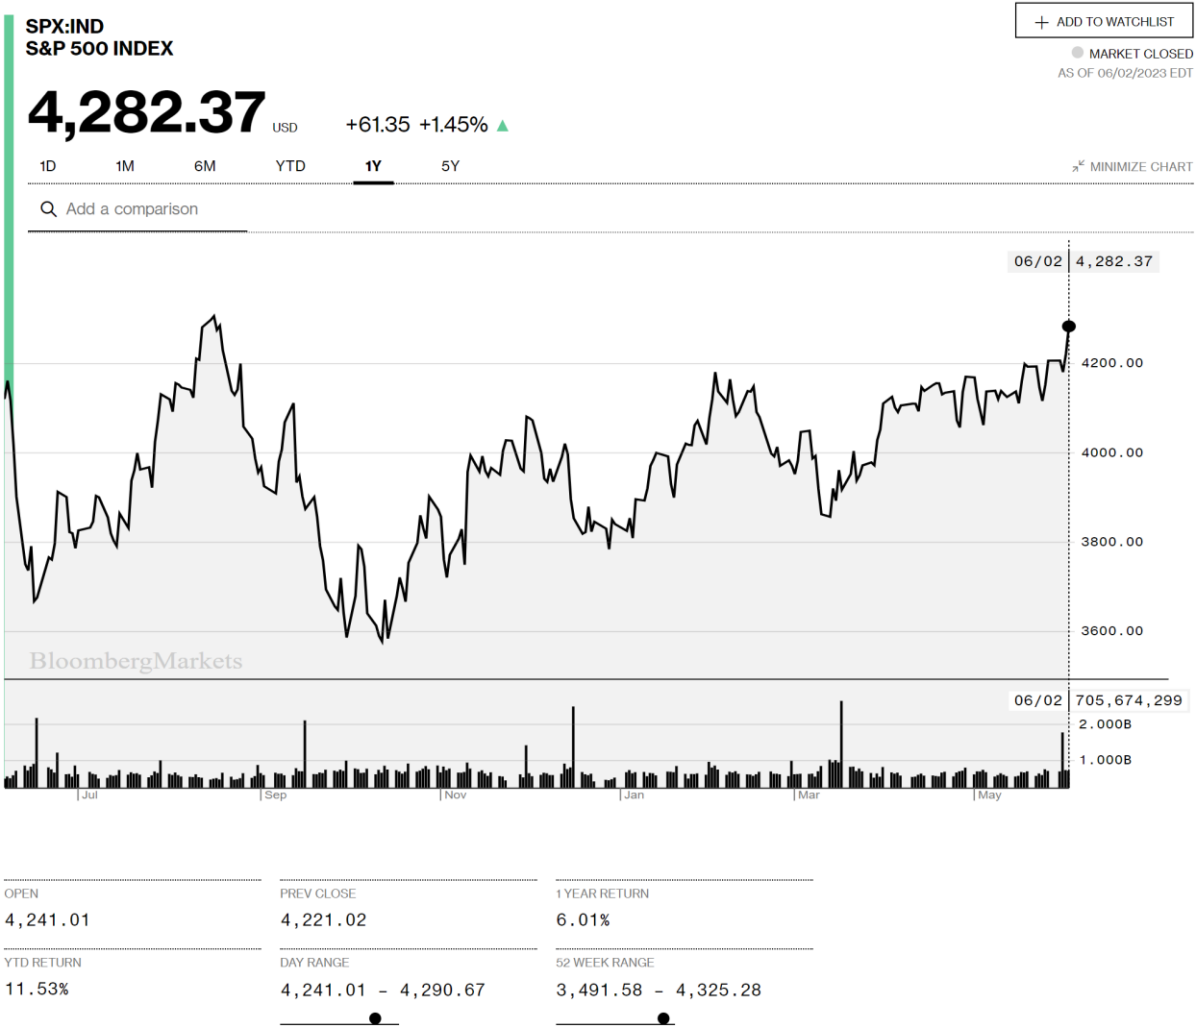 SPX:IND
S&P 500 INDEX
+ ADD TO WATCHLIST
MARKET CLOSED
AS OF 06/02/2023 EDT
4,282.37 USD +61.35 +1.45%
1D 1M 6M YTD 1Y 5Y
MINIMIZE CHART
Add a comparison
06/02 4,282.37
4200.00
4000.00
3800.00
3600.00
BloombergMarkets
06/02 705,674,299
2.000B
1.000B
Jul Sep Nov Jan Mar May
OPEN PREV CLOSE 1 YEAR RETURN
4,241.01 4,221.02 6.01%
YTD RETURN DAY RANGE 52 WEEK RANGE
11.53% 4,241.01 – 4,290.67 3,491.58 – 4,325.28